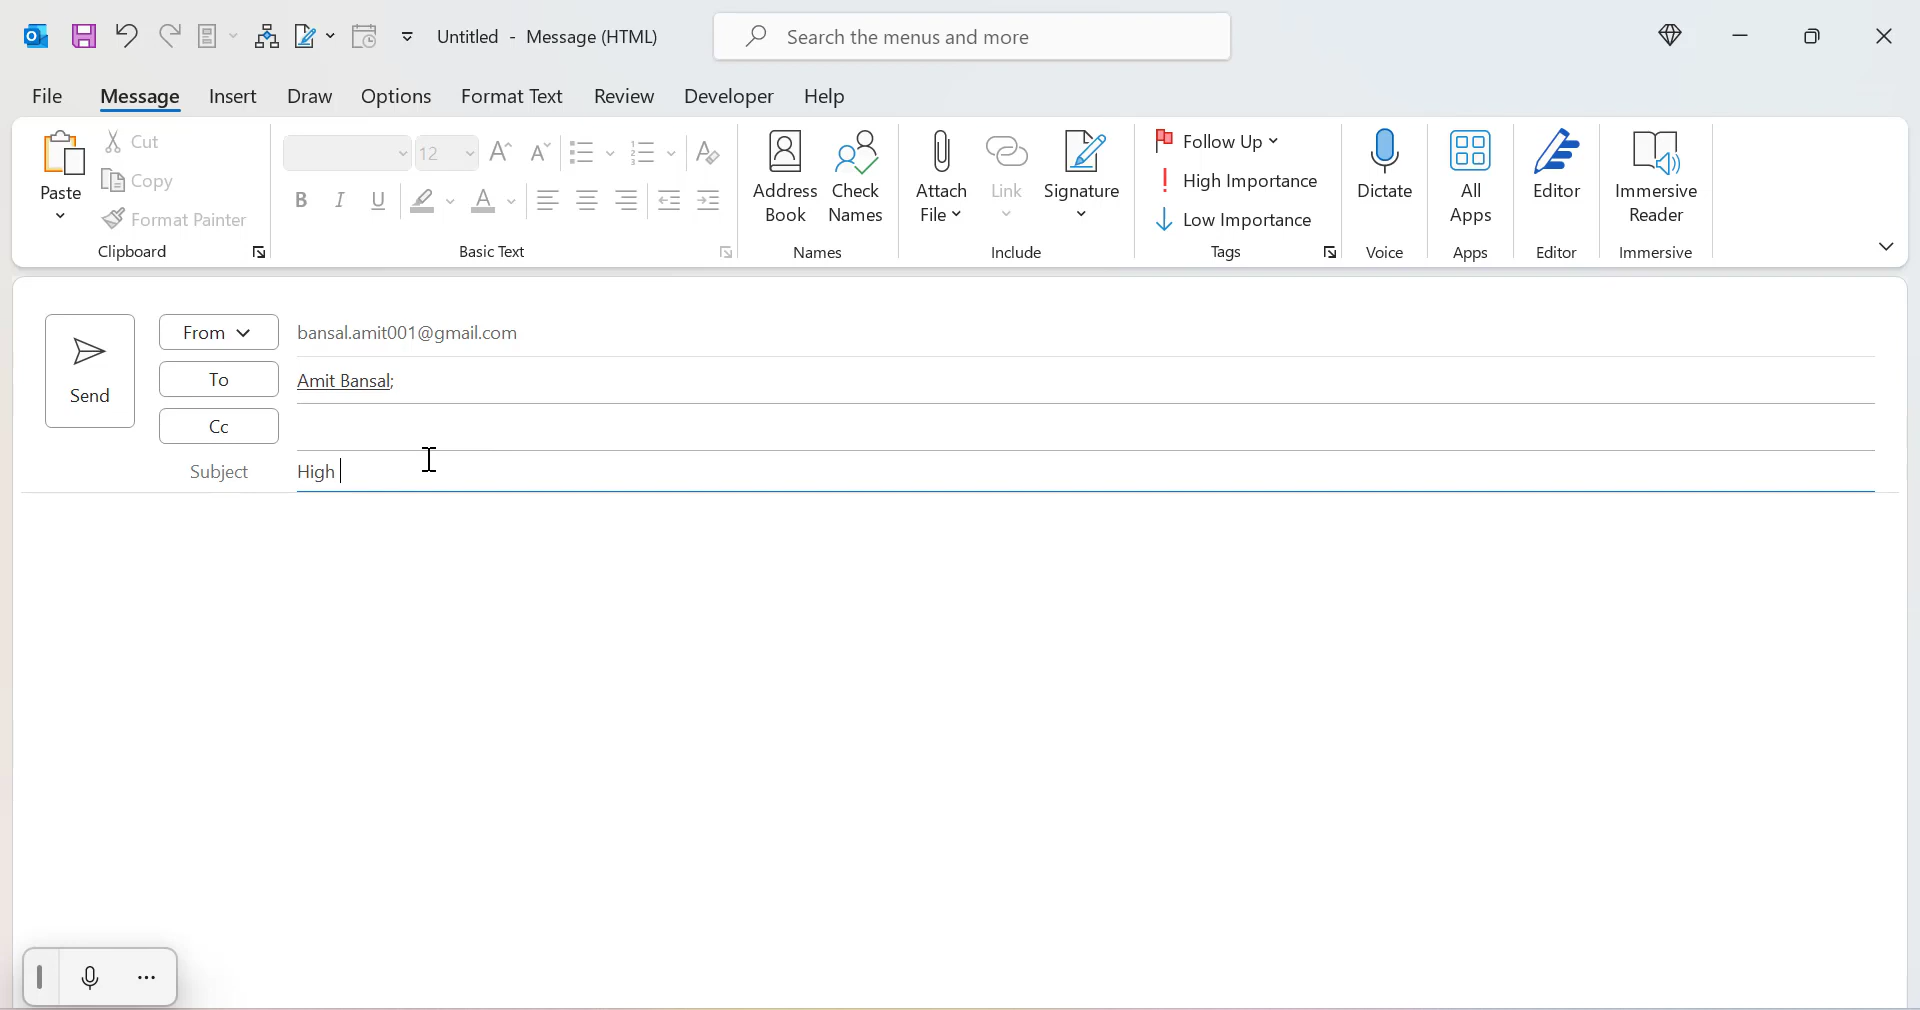 Untitled - Message (HTML)
Search the menus and more
File Message Insert Draw Options Format Text Review Developer Help
Paste
Cut
Copy
Format Painter
Clipboard
12
B I U
A
Basic Text
Address Book
Check Names
Names
Attach File
Link
Signature
Include
Follow Up
High Importance
Low Importance
Tags
Dictate
Voice
All Apps
Apps
Editor
Editor
Immersive Reader
Immersive
Send
From bansal.amit001@gmail.com
To Amit Bansal;
Cc
Subject High